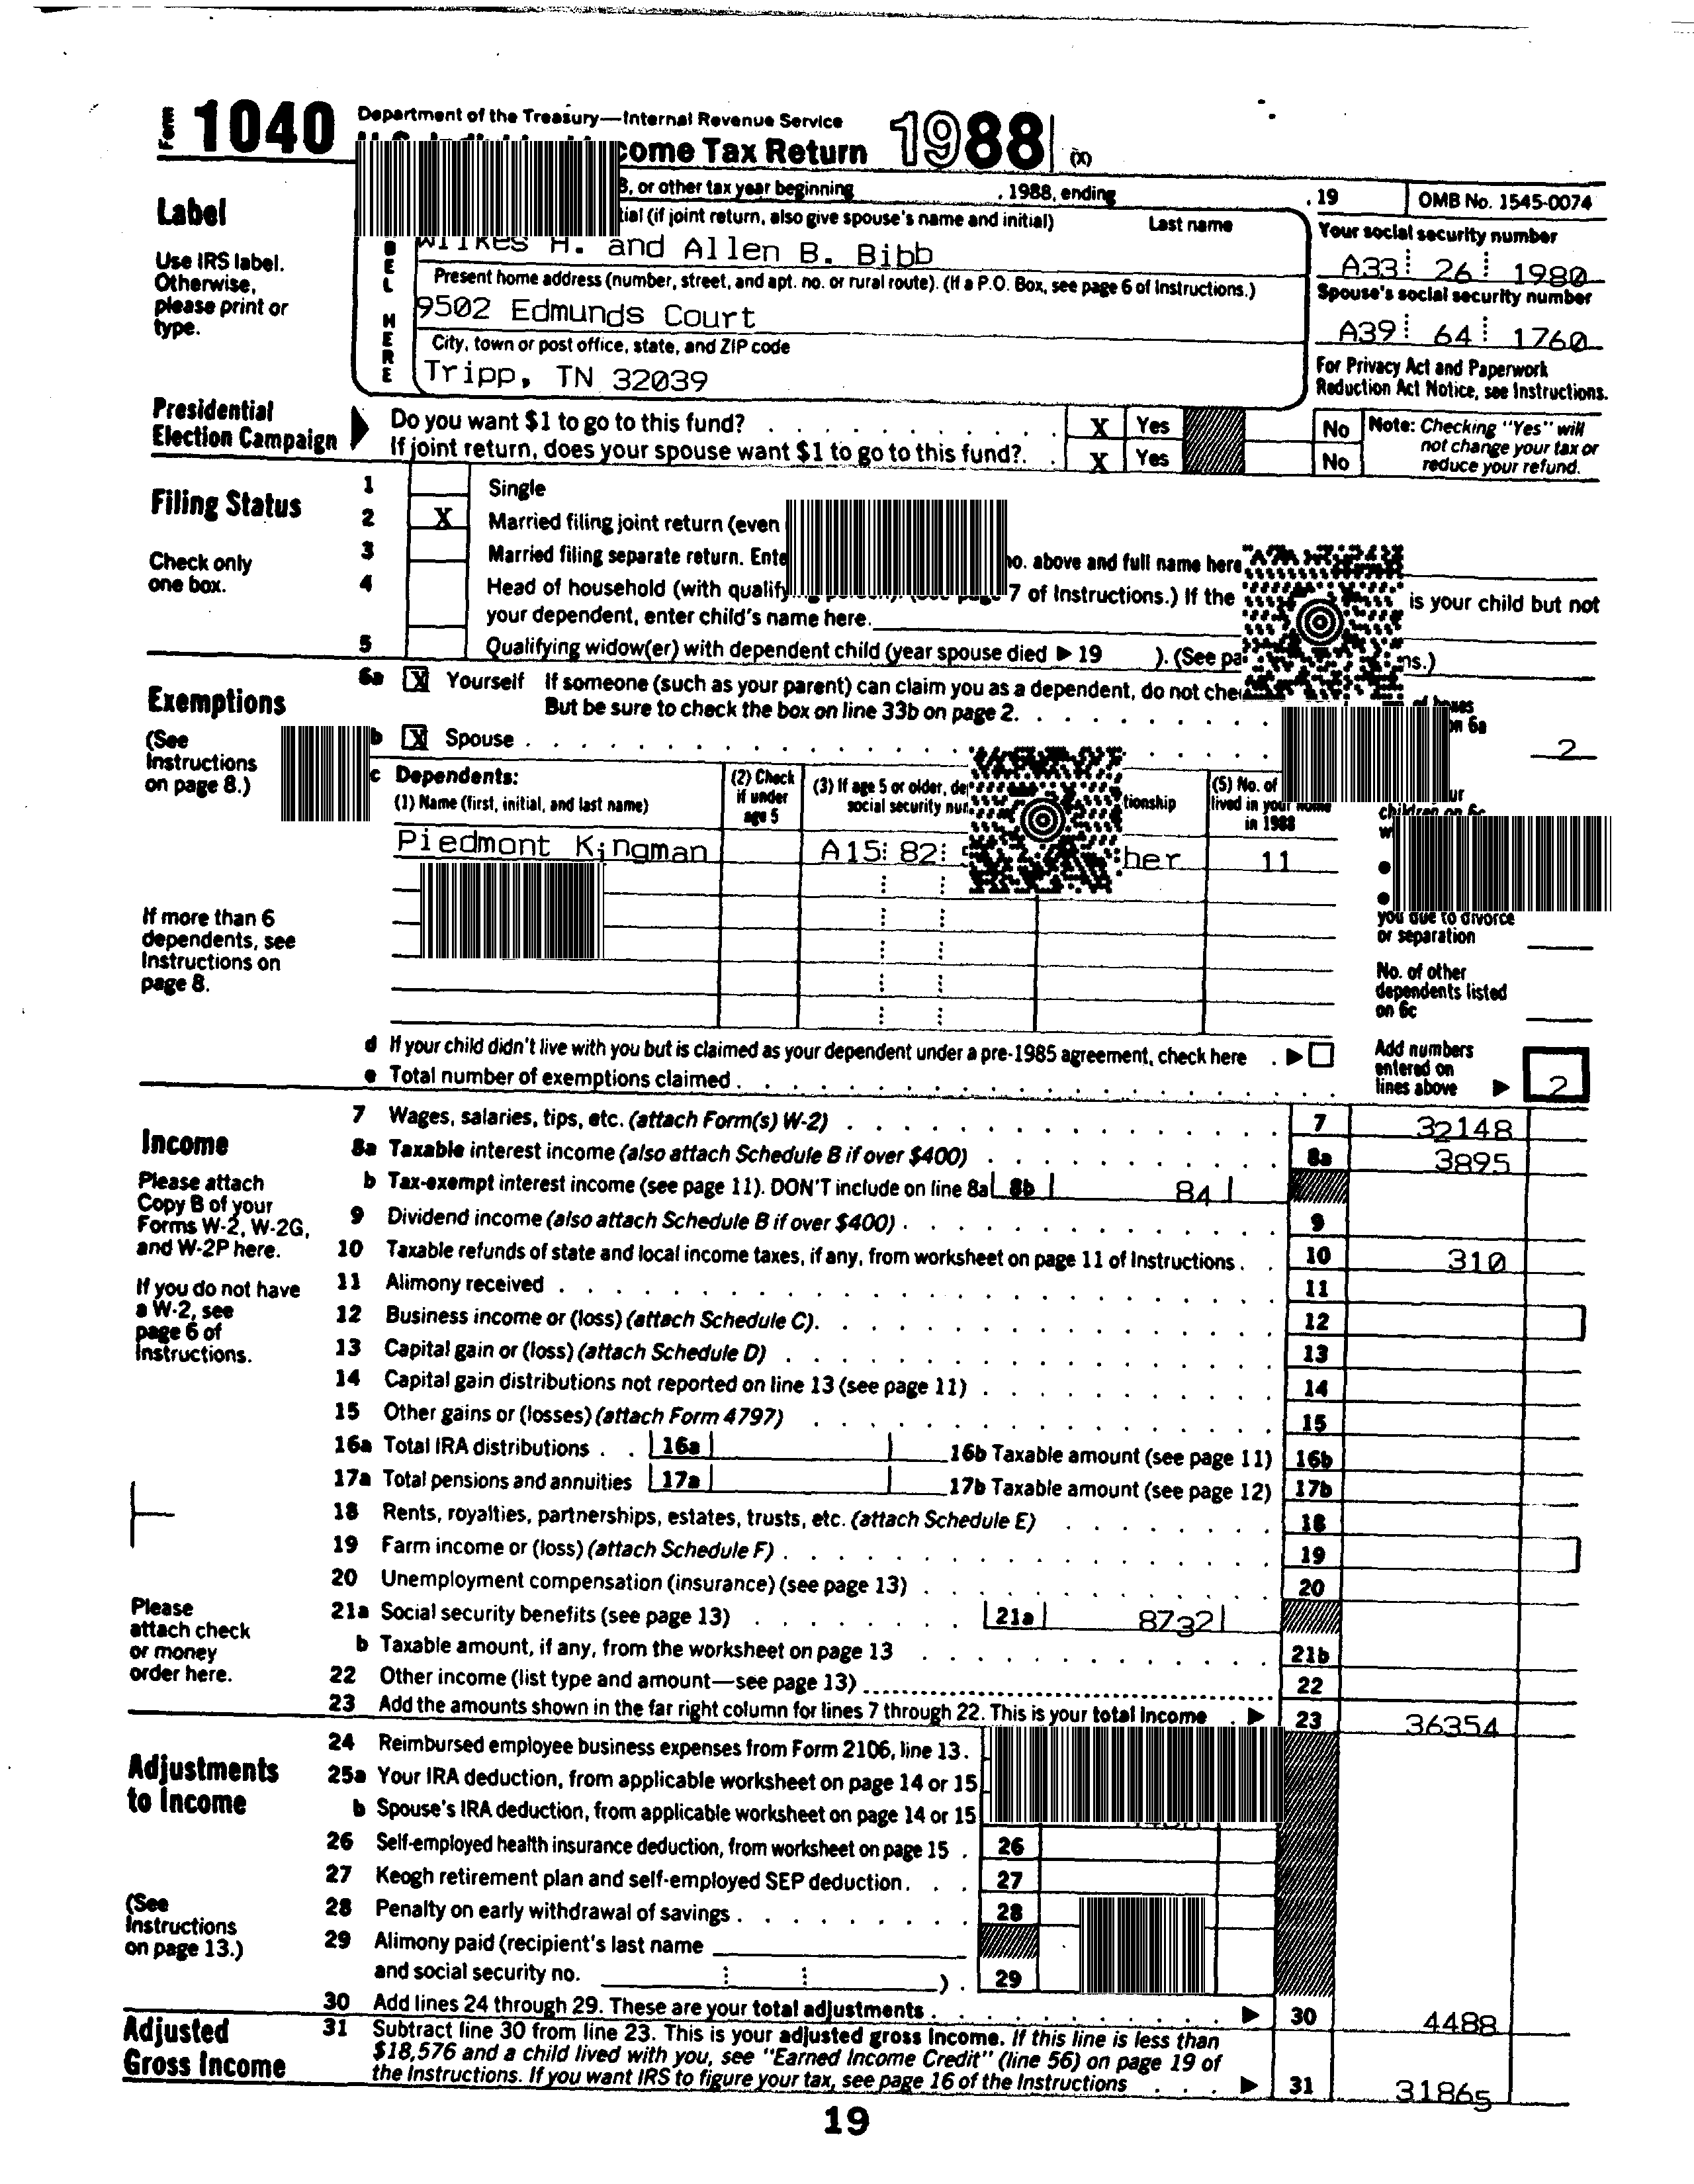 Form 1040 Department of the Treasury—Internal Revenue Service
come Tax Return 1988 (X)
or other tax year beginning , 1988, ending , 19 OMB No. 1545-0074
Label
(if joint return, also give spouse's name and initial) Last name
Your social security number
Wilkes H. and Allen B. Bibb
A33 26 1980
Use IRS label. Otherwise, please print or type.
Present home address (number, street, and apt. no. or rural route). (If a P.O. Box, see page 6 of Instructions.)
Spouse's social security number
9502 Edmunds Court
A39 64 1760
HERE
City, town or post office, state, and ZIP code
For Privacy Act and Paperwork Reduction Act Notice, see Instructions.
Tripp, TN 32039
Presidential Election Campaign
Do you want $1 to go to this fund? X Yes No
If joint return, does your spouse want $1 to go to this fund?. X Yes No
Note: Checking "Yes" will not change your tax or reduce your refund.
Filing Status
Check only one box.
1 Single
2 X Married filing joint return (even
3 Married filing separate return. no. above and full name here
4 Head of household (with 7 of Instructions.) If the is your child but not
your dependent, enter child's name here.
5 Qualifying widow(er) with dependent child (year spouse died ▶ 19 ). (See
Exemptions
(See Instructions on page 8.)
6a X Yourself If someone (such as your parent) can claim you as a dependent, do not
But be sure to check the box on line 33b on page 2.
b X Spouse
2
c Dependents:
(1) Name (first, initial, and last name)
(2) Check if under age 5
(3) If age 5 or older,
social security
(5) No. of
lived in your home
in 1988
children on 6c
Piedmont Kingman A15 82 11
you due to divorce or separation
If more than 6 dependents, see Instructions on page 8.
No. of other dependents listed on 6c
d If your child didn't live with you but is claimed as your dependent under a pre-1985 agreement, check here ▶
e Total number of exemptions claimed
Add numbers entered on lines above ▶ 2
Income
7 Wages, salaries, tips, etc. (attach Form(s) W-2) 7 32148
8a Taxable interest income (also attach Schedule B if over $400) 8a 3895
Please attach Copy B of your Forms W-2, W-2G, and W-2P here.
b Tax-exempt interest income (see page 11). DON'T include on line 8a 8b 84
9 Dividend income (also attach Schedule B if over $400) 9
10 Taxable refunds of state and local income taxes, if any, from worksheet on page 11 of Instructions 10 310
If you do not have a W-2, see page 6 of Instructions.
11 Alimony received 11
12 Business income or (loss) (attach Schedule C). 12
13 Capital gain or (loss) (attach Schedule D) 13
14 Capital gain distributions not reported on line 13 (see page 11) 14
15 Other gains or (losses) (attach Form 4797) 15
16a Total IRA distributions 16a 16b Taxable amount (see page 11) 16b
17a Total pensions and annuities 17a 17b Taxable amount (see page 12) 17b
18 Rents, royalties, partnerships, estates, trusts, etc. (attach Schedule E) 18
19 Farm income or (loss) (attach Schedule F) 19
20 Unemployment compensation (insurance) (see page 13) 20
Please attach check or money order here.
21a Social security benefits (see page 13) 21a 8732
b Taxable amount, if any, from the worksheet on page 13 21b
22 Other income (list type and amount—see page 13) 22
23 Add the amounts shown in the far right column for lines 7 through 22. This is your total income ▶ 23 36354
Adjustments to Income
24 Reimbursed employee business expenses from Form 2106, line 13.
25a Your IRA deduction, from applicable worksheet on page 14 or 15
b Spouse's IRA deduction, from applicable worksheet on page 14 or 15
26 Self-employed health insurance deduction, from worksheet on page 15 26
27 Keogh retirement plan and self-employed SEP deduction 27
(See Instructions on page 13.)
28 Penalty on early withdrawal of savings 28
29 Alimony paid (recipient's last name
and social security no. ) 29
30 Add lines 24 through 29. These are your total adjustments ▶ 30 4488
Adjusted Gross Income
31 Subtract line 30 from line 23. This is your adjusted gross income. If this line is less than
$18,576 and a child lived with you, see "Earned Income Credit" (line 56) on page 19 of
the Instructions. If you want IRS to figure your tax, see page 16 of the Instructions ▶ 31 31865
19